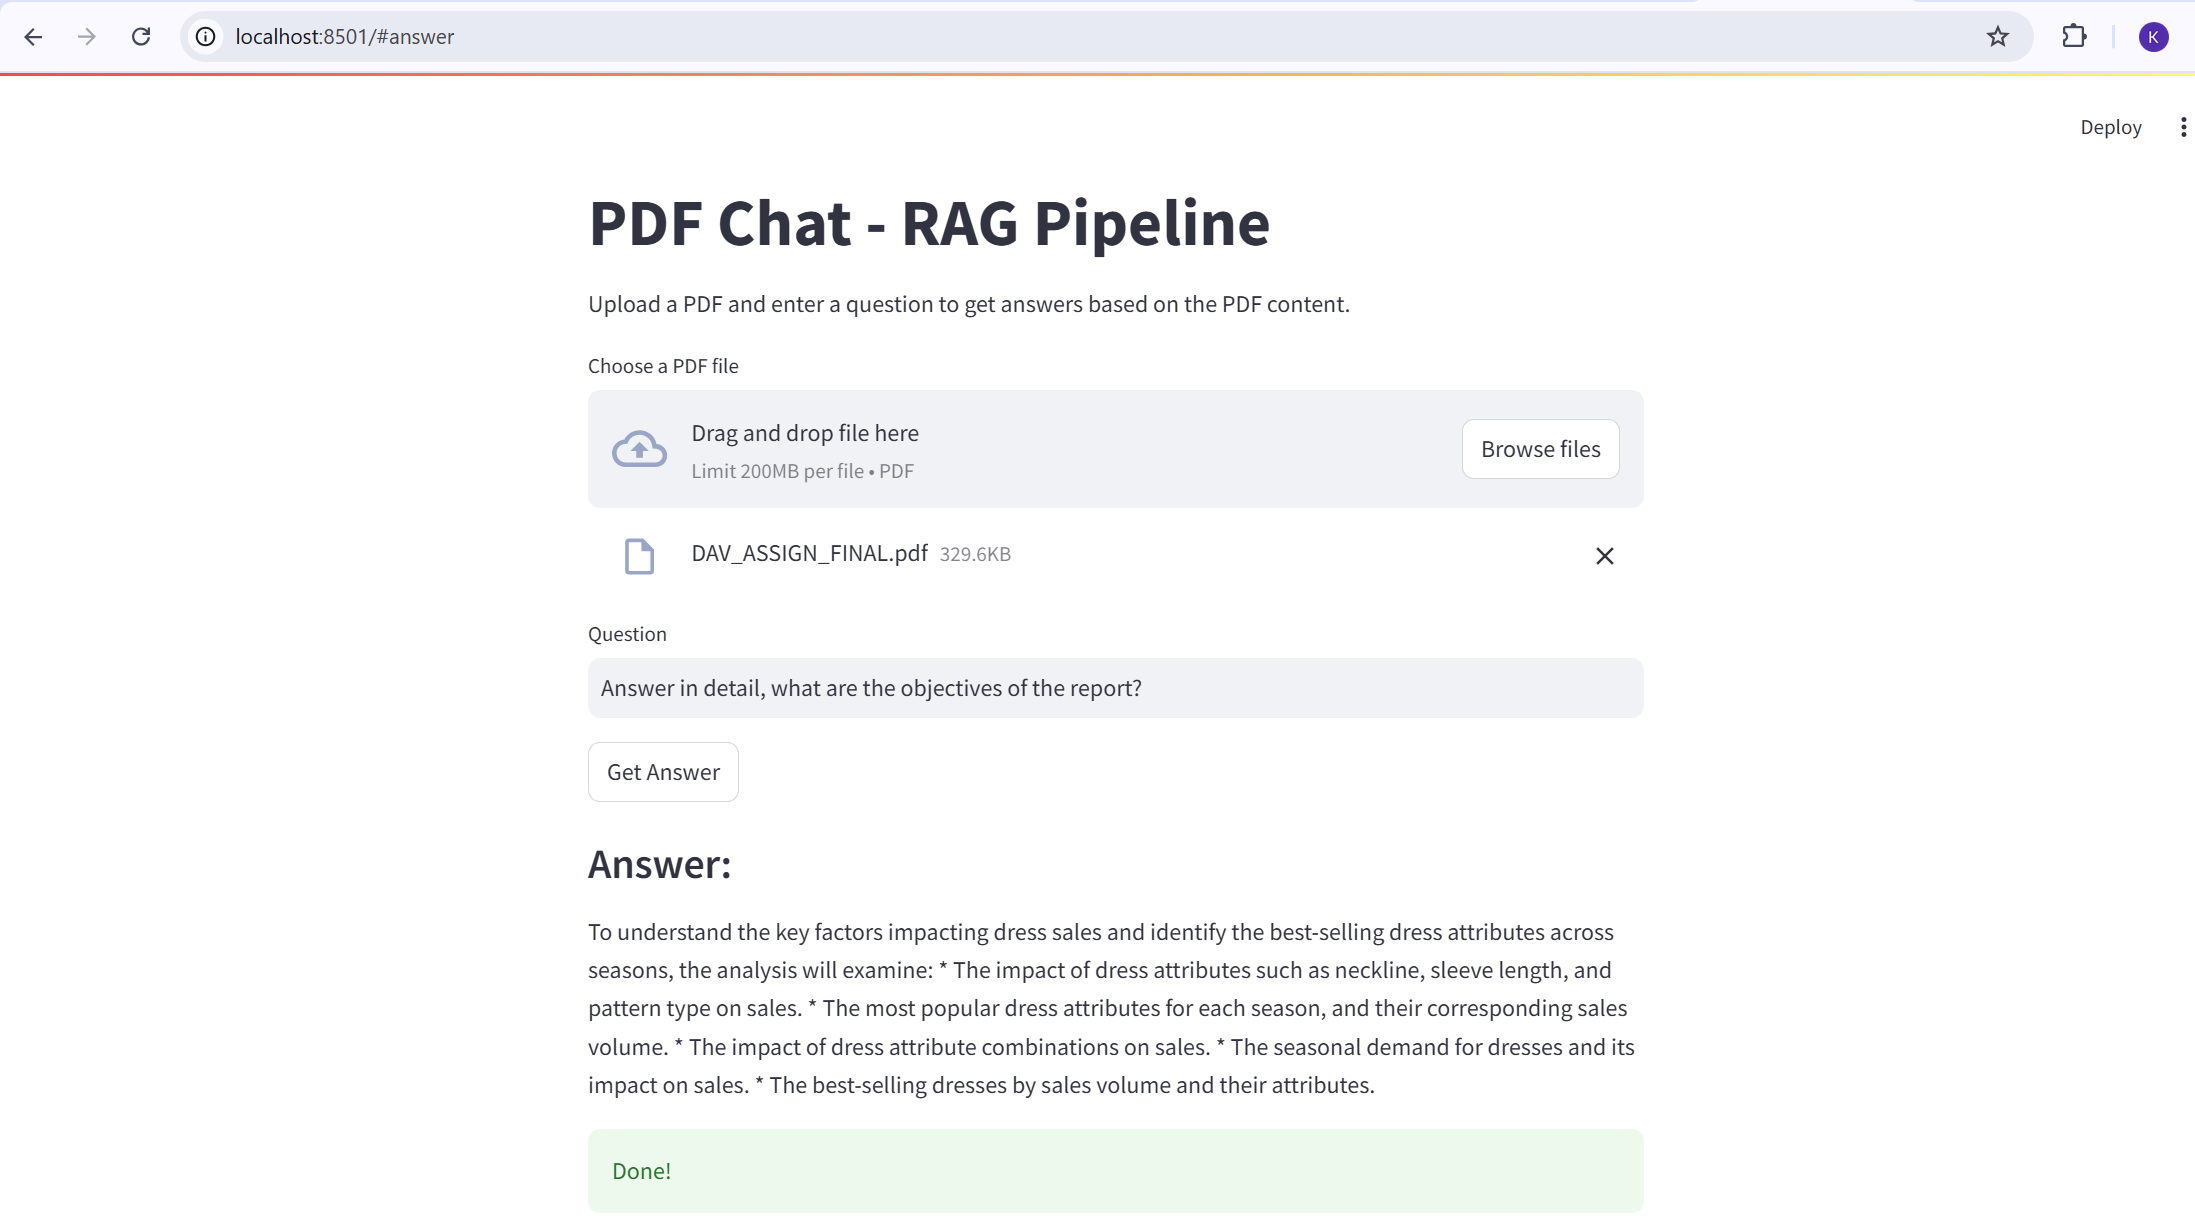 localhost:8501/#answer
K
Deploy
PDF Chat - RAG Pipeline
Upload a PDF and enter a question to get answers based on the PDF content.
Choose a PDF file
Drag and drop file here
Limit 200MB per file • PDF
Browse files
DAV_ASSIGN_FINAL.pdf 329.6KB
Question
Answer in detail, what are the objectives of the report?
Get Answer
Answer:
To understand the key factors impacting dress sales and identify the best-selling dress attributes across
seasons, the analysis will examine: * The impact of dress attributes such as neckline, sleeve length, and
pattern type on sales. * The most popular dress attributes for each season, and their corresponding sales
volume. * The impact of dress attribute combinations on sales. * The seasonal demand for dresses and its
impact on sales. * The best-selling dresses by sales volume and their attributes.
Done!